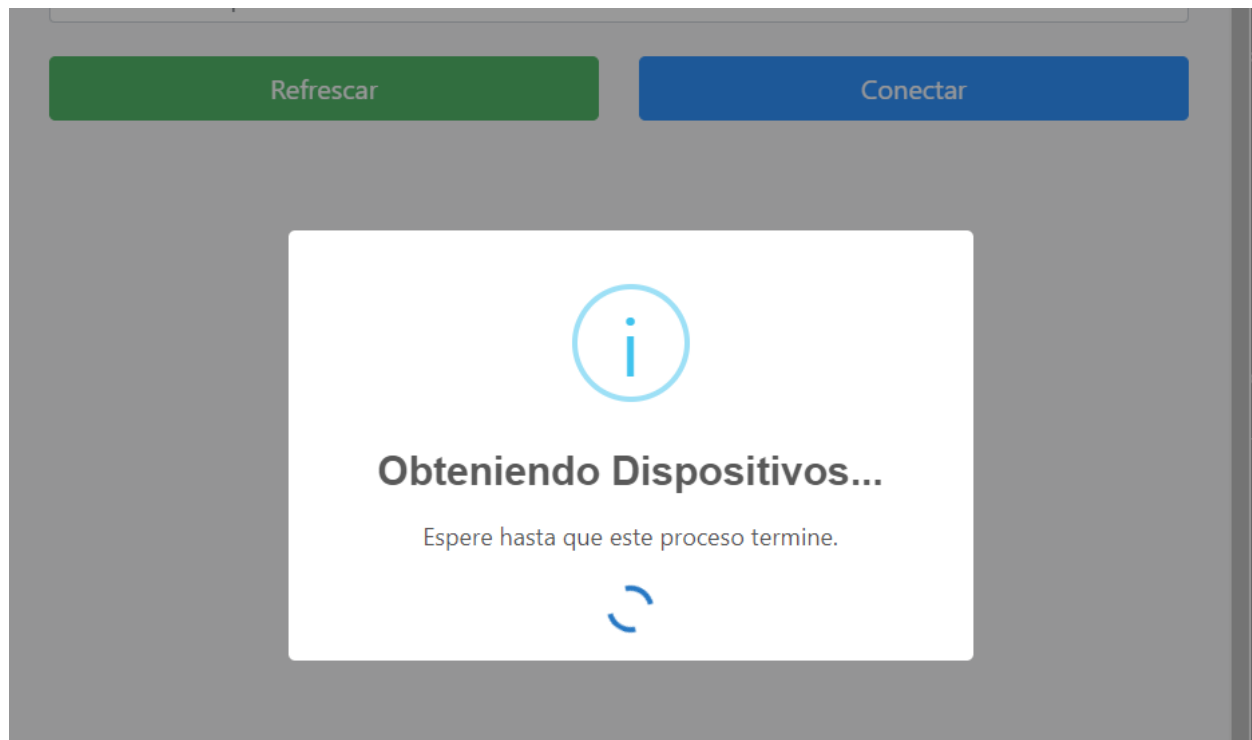 Refrescar
Conectar
Obteniendo Dispositivos...
Espere hasta que este proceso termine.